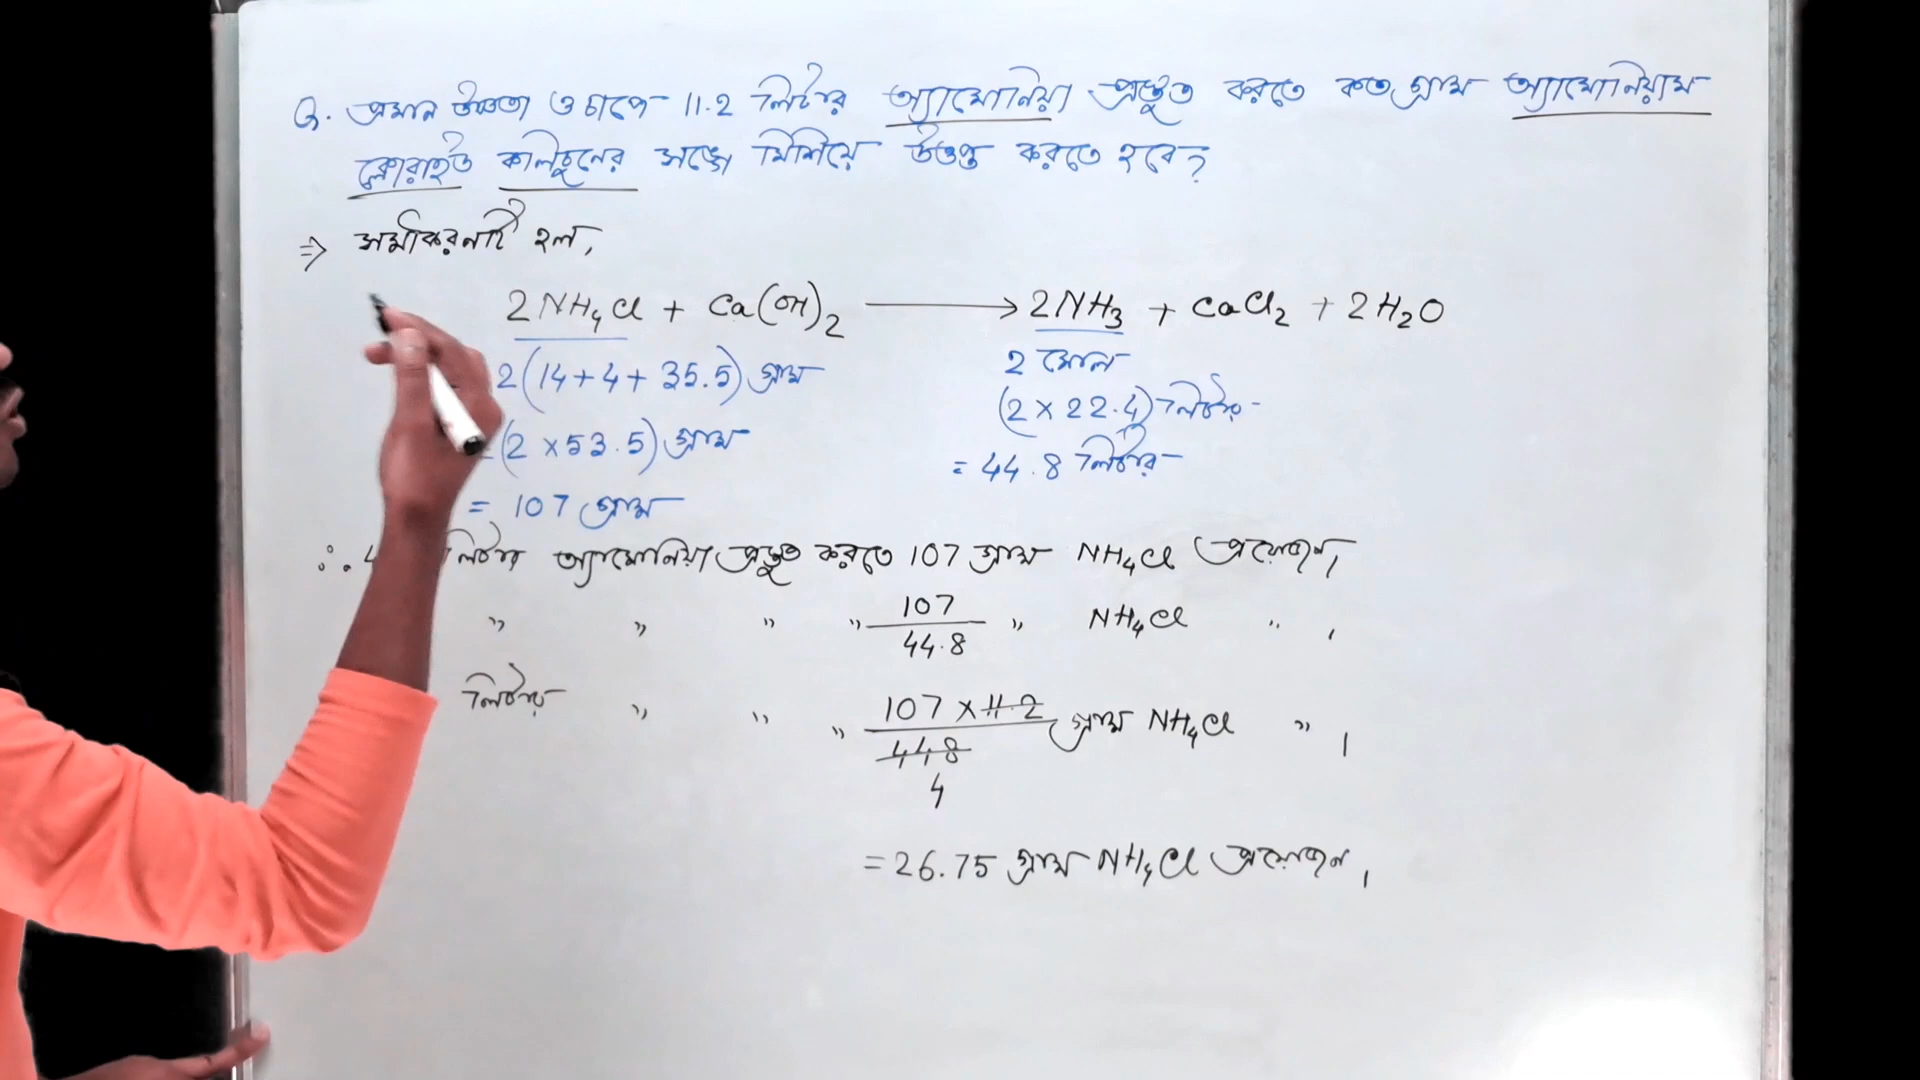 Q. প্রমান উষ্ণতা ও চাপে 11.2 লিটার অ্যামোনিয়া প্রস্তুত করতে কত গ্রাম অ্যামোনিয়াম
ক্লোরাইড কলিচুনের সঙ্গে মিশিয়ে উত্তপ্ত করতে হবে?
⇒ সমীকরনটি হল,
2NH₄Cl + Ca(OH)₂ ⟶ 2NH₃ + CaCl₂ + 2H₂O
2(14+4+35.5) গ্রাম
2 মোল
(2 × 53.5) গ্রাম
(2 × 22.4) লিটার
= 107 গ্রাম
= 44.8 লিটার
∴ 4 লিটার অ্যামোনিয়া প্রস্তুত করতে 107 গ্রাম NH₄Cl প্রয়োজন,
" " " " 107/44.8 " NH₄Cl " ,
লিটার " " " 107 × 11.2/44.8 গ্রাম NH₄Cl " ,
4
= 26.75 গ্রাম NH₄Cl প্রয়োজন,